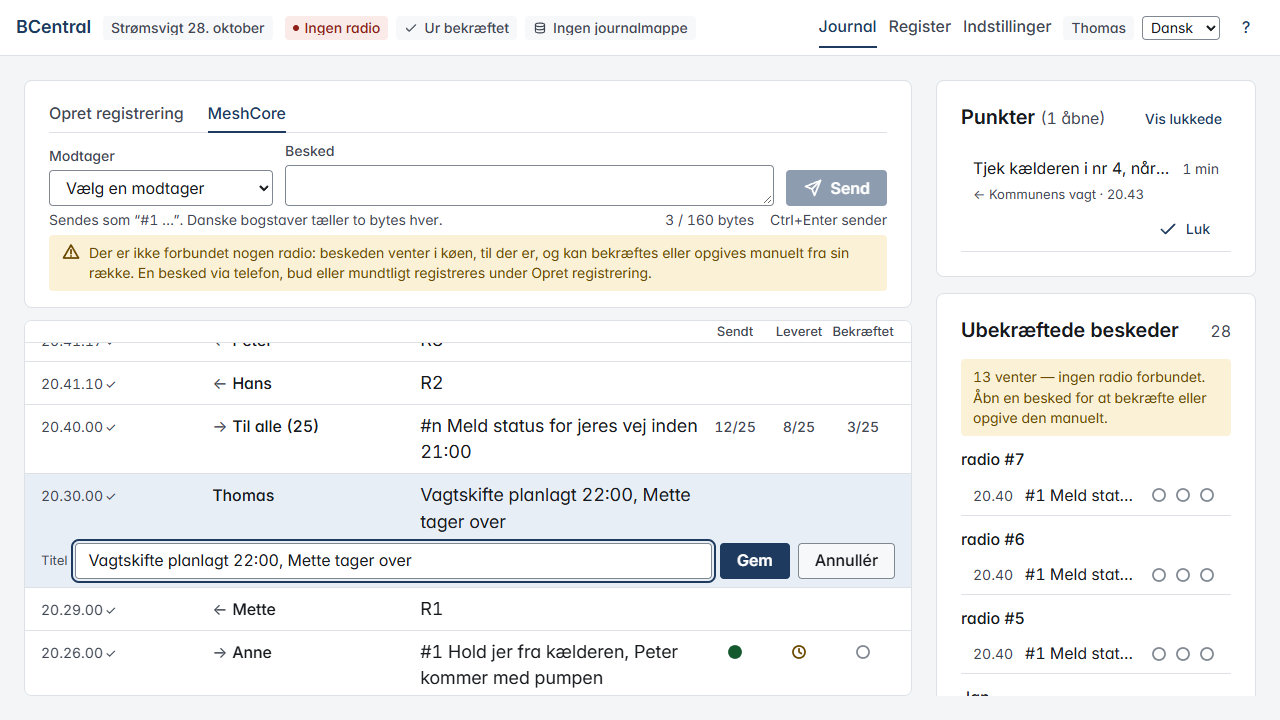 BCentral
Strømsvigt 28. oktober
Ingen radio
Ur bekræftet
Ingen journalmappe
Journal
Register
Indstillinger
Thomas
Dansk
?
Opret registrering
MeshCore
Modtager
Besked
Vælg en modtager
Send
Sendes som “#1 …”. Danske bogstaver tæller to bytes hver.
3 / 160 bytes
Ctrl+Enter sender
Der er ikke forbundet nogen radio: beskeden venter i køen, til der er, og kan bekræftes eller opgives manuelt fra sin
række. En besked via telefon, bud eller mundtligt registreres under Opret registrering.
Sendt
Leveret
Bekræftet
20.41.10
← Hans
R2
20.40.00
→ Til alle (25)
#n Meld status for jeres vej inden
21:00
12/25
8/25
3/25
20.30.00
Thomas
Vagtskifte planlagt 22:00, Mette
tager over
Titel
Vagtskifte planlagt 22:00, Mette tager over
Gem
Annullér
20.29.00
← Mette
R1
20.26.00
→ Anne
#1 Hold jer fra kælderen, Peter
kommer med pumpen
Punkter (1 åbne)
Vis lukkede
Tjek kælderen i nr 4, når…
1 min
← Kommunens vagt · 20.43
Luk
Ubekræftede beskeder
28
13 venter — ingen radio forbundet.
Åbn en besked for at bekræfte eller
opgive den manuelt.
radio #7
20.40
#1 Meld stat…
radio #6
20.40
#1 Meld stat…
radio #5
20.40
#1 Meld stat…